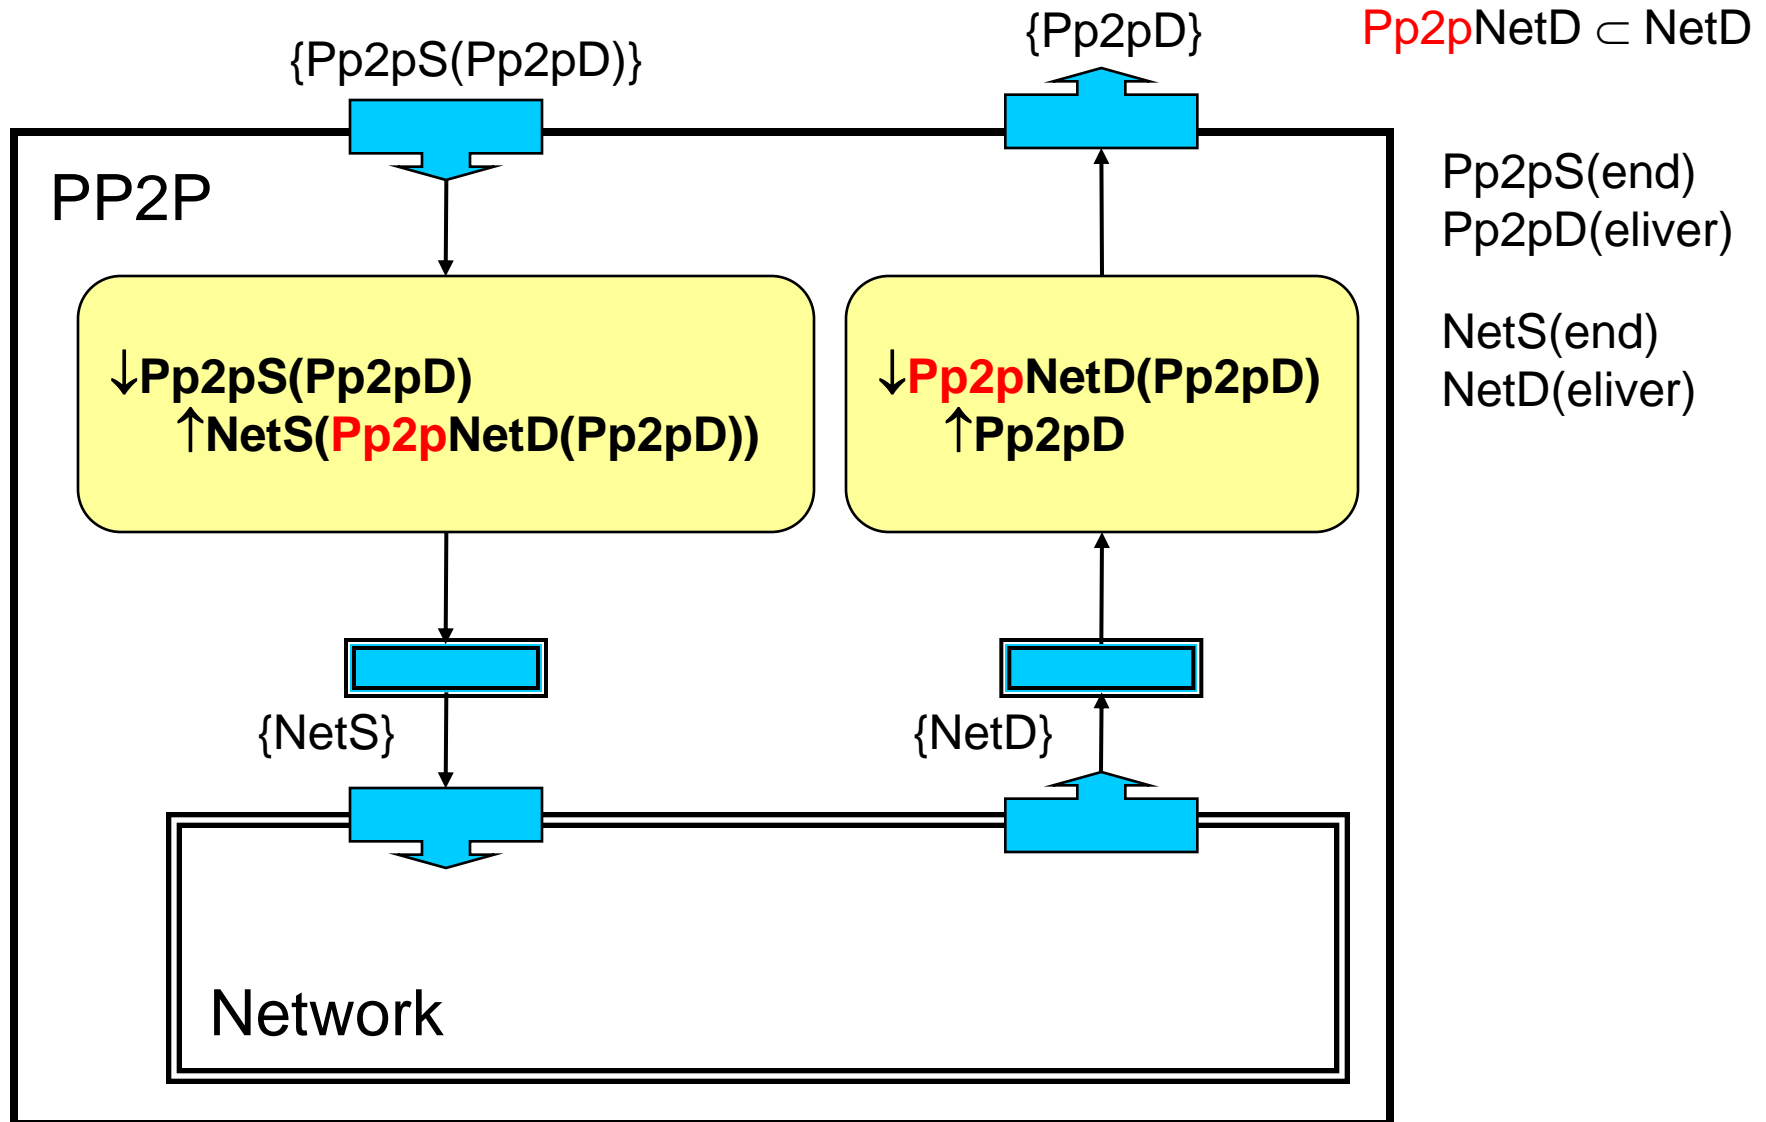 {Pp2pS(Pp2pD)}
{Pp2pD}
Pp2pNetD ⊂ NetD
PP2P
Pp2pS(end)
Pp2pD(eliver)
NetS(end)
NetD(eliver)
↓Pp2pS(Pp2pD)
↑NetS(Pp2pNetD(Pp2pD))
↓Pp2pNetD(Pp2pD)
↑Pp2pD
{NetS}
{NetD}
Network